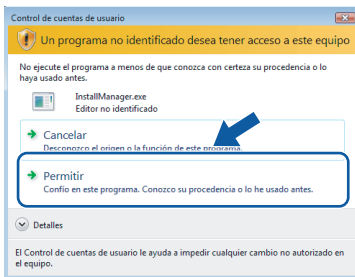 Control de cuentas de usuario
Un programa no identificado desea tener acceso a este equipo
No ejecute el programa a menos de que conozca con certeza su procedencia o lo
haya usado antes.
InstallManager.exe
Editor no identificado
Cancelar
Desconozco el origen o la función de este programa.
Permitir
Confío en este programa. Conozco su procedencia o lo he usado antes.
Detalles
El Control de cuentas de usuario le ayuda a impedir cualquier cambio no autorizado en
el equipo.